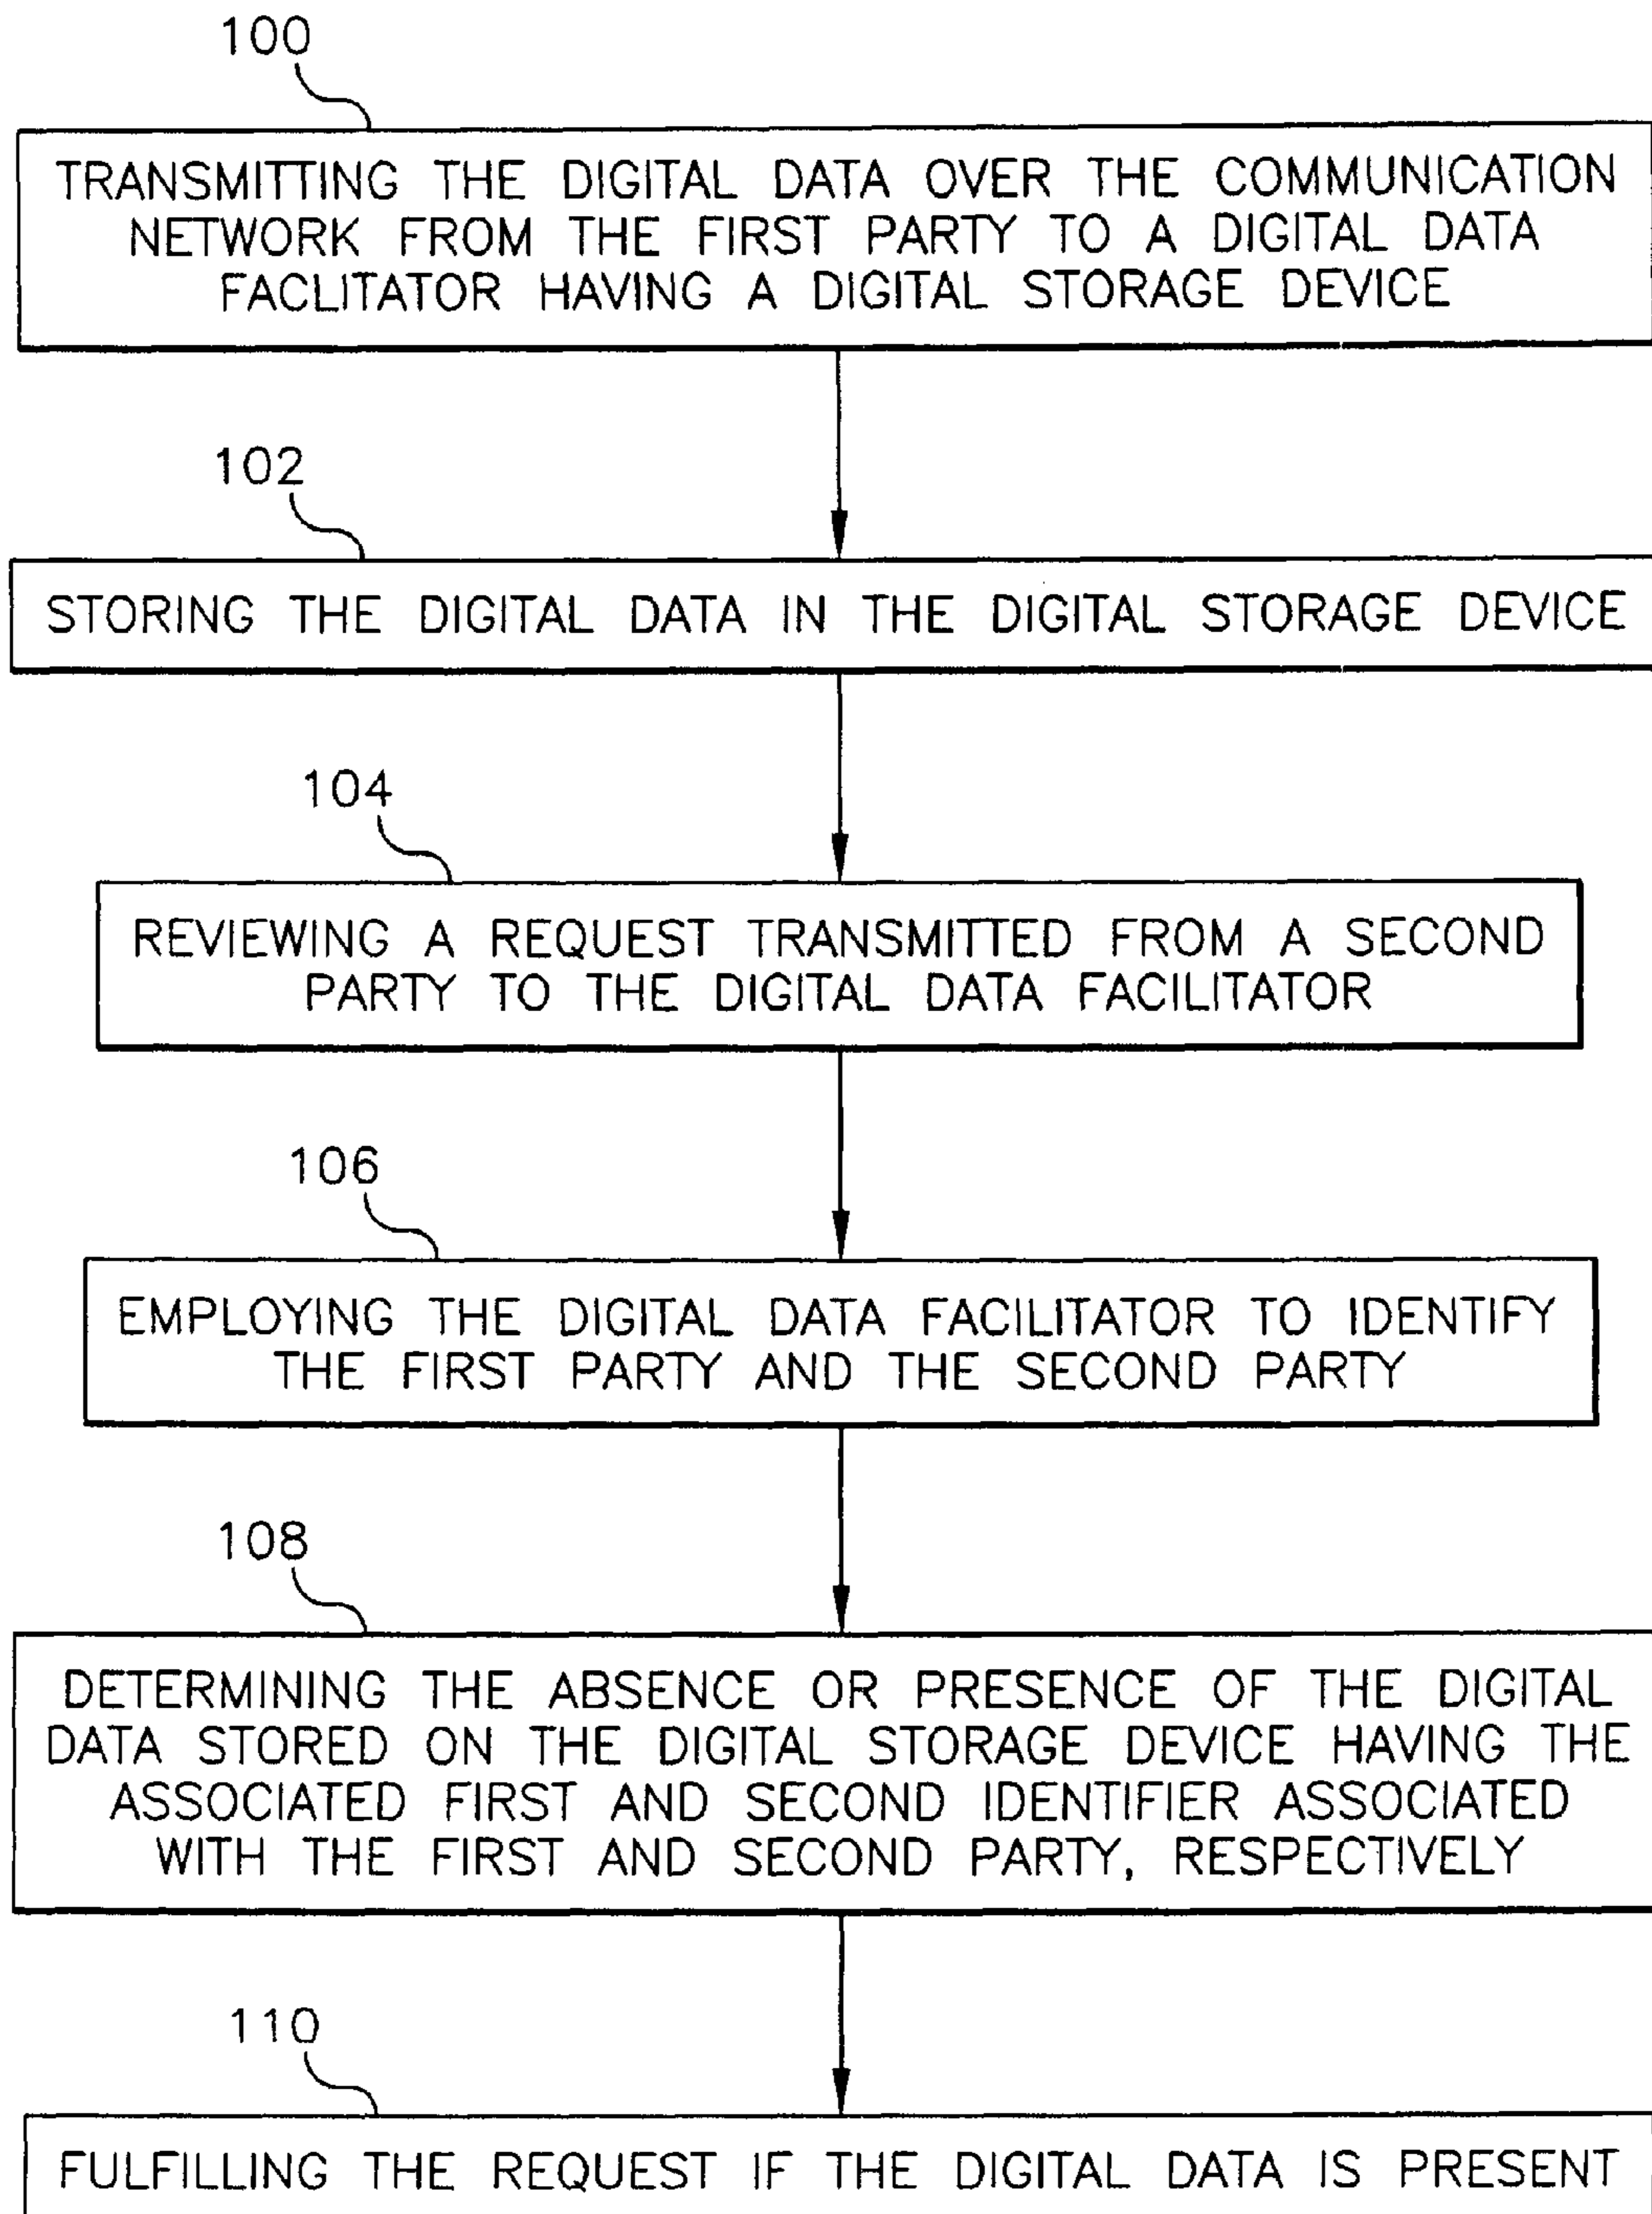 100
TRANSMITTING THE DIGITAL DATA OVER THE COMMUNICATION
NETWORK FROM THE FIRST PARTY TO A DIGITAL DATA
FACLITATOR HAVING A DIGITAL STORAGE DEVICE
102
STORING THE DIGITAL DATA IN THE DIGITAL STORAGE DEVICE
104
REVIEWING A REQUEST TRANSMITTED FROM A SECOND
PARTY TO THE DIGITAL DATA FACILITATOR
106
EMPLOYING THE DIGITAL DATA FACILITATOR TO IDENTIFY
THE FIRST PARTY AND THE SECOND PARTY
108
DETERMINING THE ABSENCE OR PRESENCE OF THE DIGITAL
DATA STORED ON THE DIGITAL STORAGE DEVICE HAVING THE
ASSOCIATED FIRST AND SECOND IDENTIFIER ASSOCIATED
WITH THE FIRST AND SECOND PARTY, RESPECTIVELY
110
FULFILLING THE REQUEST IF THE DIGITAL DATA IS PRESENT